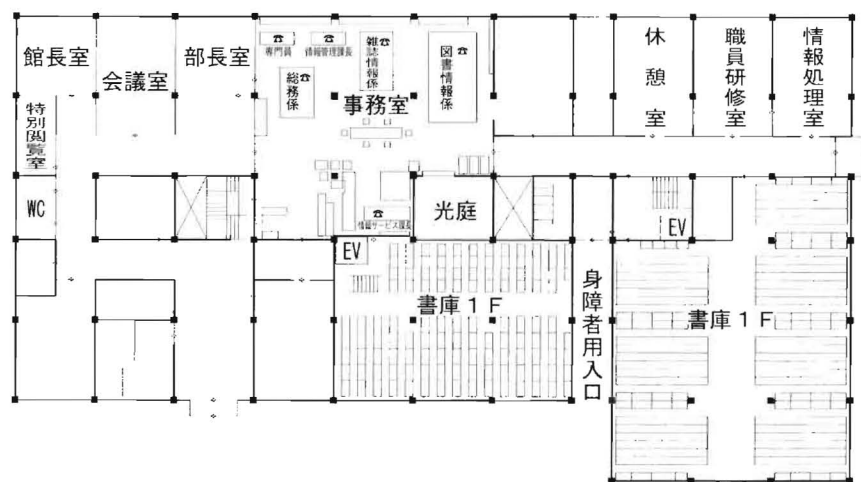 館長室
会議室
部長室
特別閲覧室
WC
☎
専門員
☎
情報管理課長
総務係☎
雑誌情報係☎
図書情報係☎
事務室
☎
情報サービス課長
光庭
休憩室
職員研修室
情報処理室
EV
書庫1F
身障者用入口
EV
書庫1F